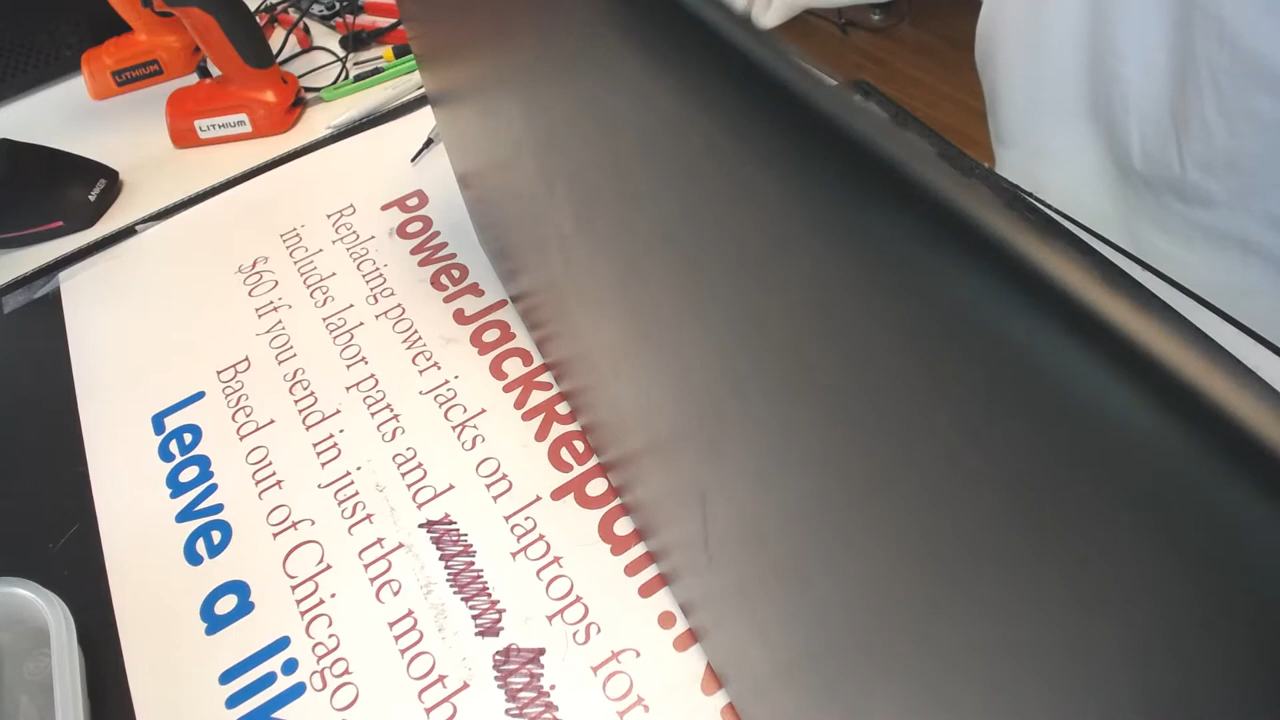 LITHIUM
LITHIUM
ANKER
PowerJackRepair.
Replacing power jacks on laptops for
includes labor parts and
$60 if you send in just the moth
Based out of Chicago
Leave a lik